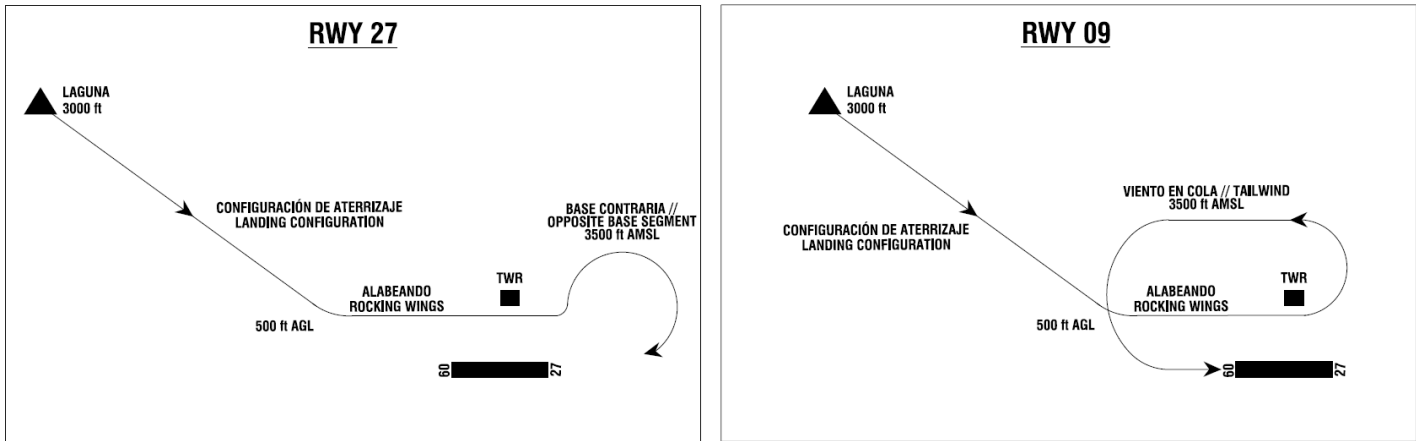 RWY 27
LAGUNA
3000 ft
CONFIGURACIÓN DE ATERRIZAJE
LANDING CONFIGURATION
BASE CONTRARIA //
OPPOSITE BASE SEGMENT
3500 ft AMSL
TWR
ALABEANDO
ROCKING WINGS
500 ft AGL
09
27
RWY 09
LAGUNA
3000 ft
VIENTO EN COLA // TAILWIND
3500 ft AMSL
CONFIGURACIÓN DE ATERRIZAJE
LANDING CONFIGURATION
TWR
ALABEANDO
ROCKING WINGS
500 ft AGL
09
27